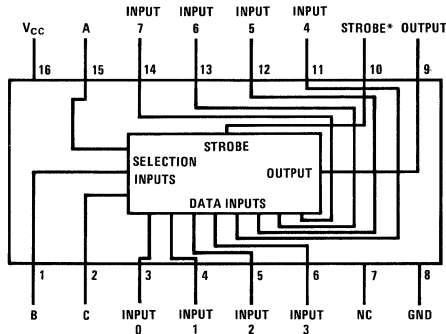 INPUT INPUT INPUT INPUT
VCC A 7 6 5 4 STROBE* OUTPUT
16 15 14 13 12 11 10 9
STROBE
SELECTION
INPUTS
OUTPUT
DATA INPUTS
1 2 3 4 5 6 7 8
B C INPUT INPUT INPUT INPUT NC GND
0 1 2 3